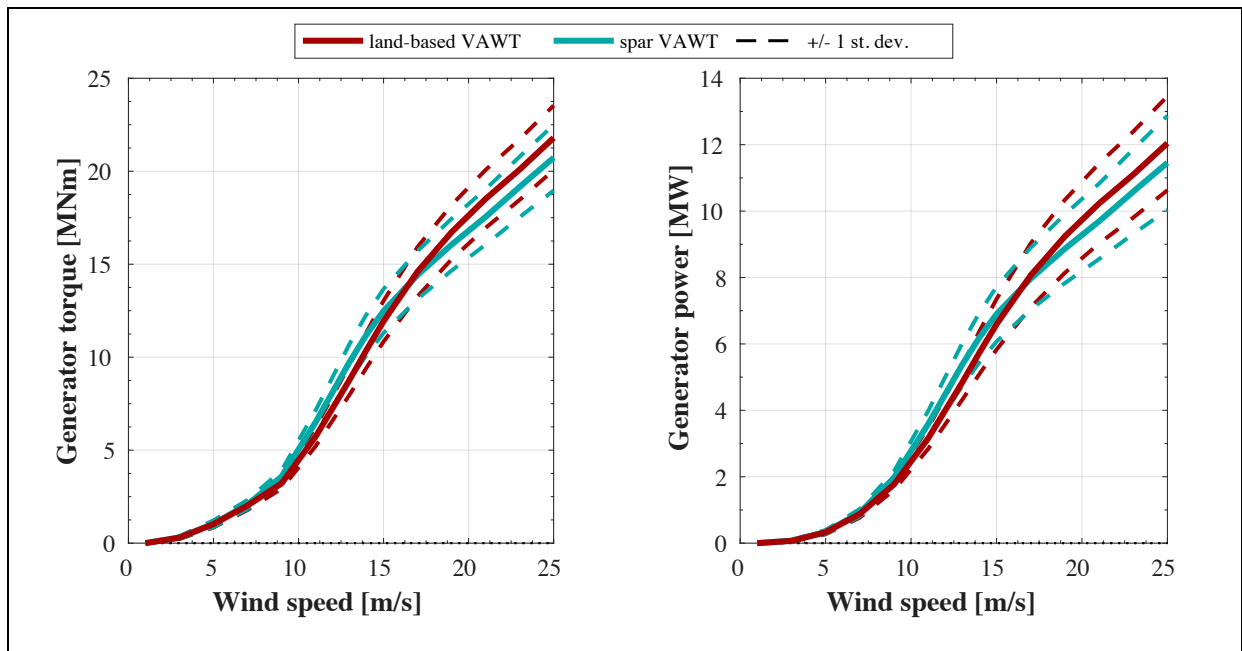 land-based VAWT spar VAWT +/- 1 st. dev.
Generator torque [MNm]
25
20
15
10
5
0
0 5 10 15 20 25
Wind speed [m/s]
Generator power [MW]
14
12
10
8
6
4
2
0
0 5 10 15 20 25
Wind speed [m/s]